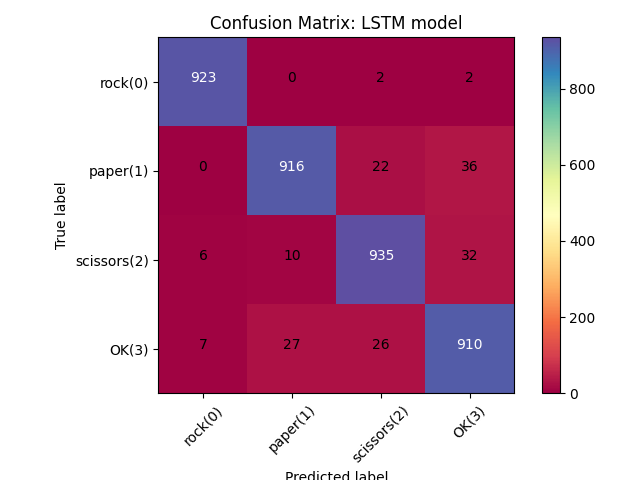 Confusion Matrix: LSTM model
True label
rock(0) 923 0 2 2
paper(1) 0 916 22 36
scissors(2) 6 10 935 32
OK(3) 7 27 26 910
rock(0) paper(1) scissors(2) OK(3)
Predicted label
800
600
400
200
0